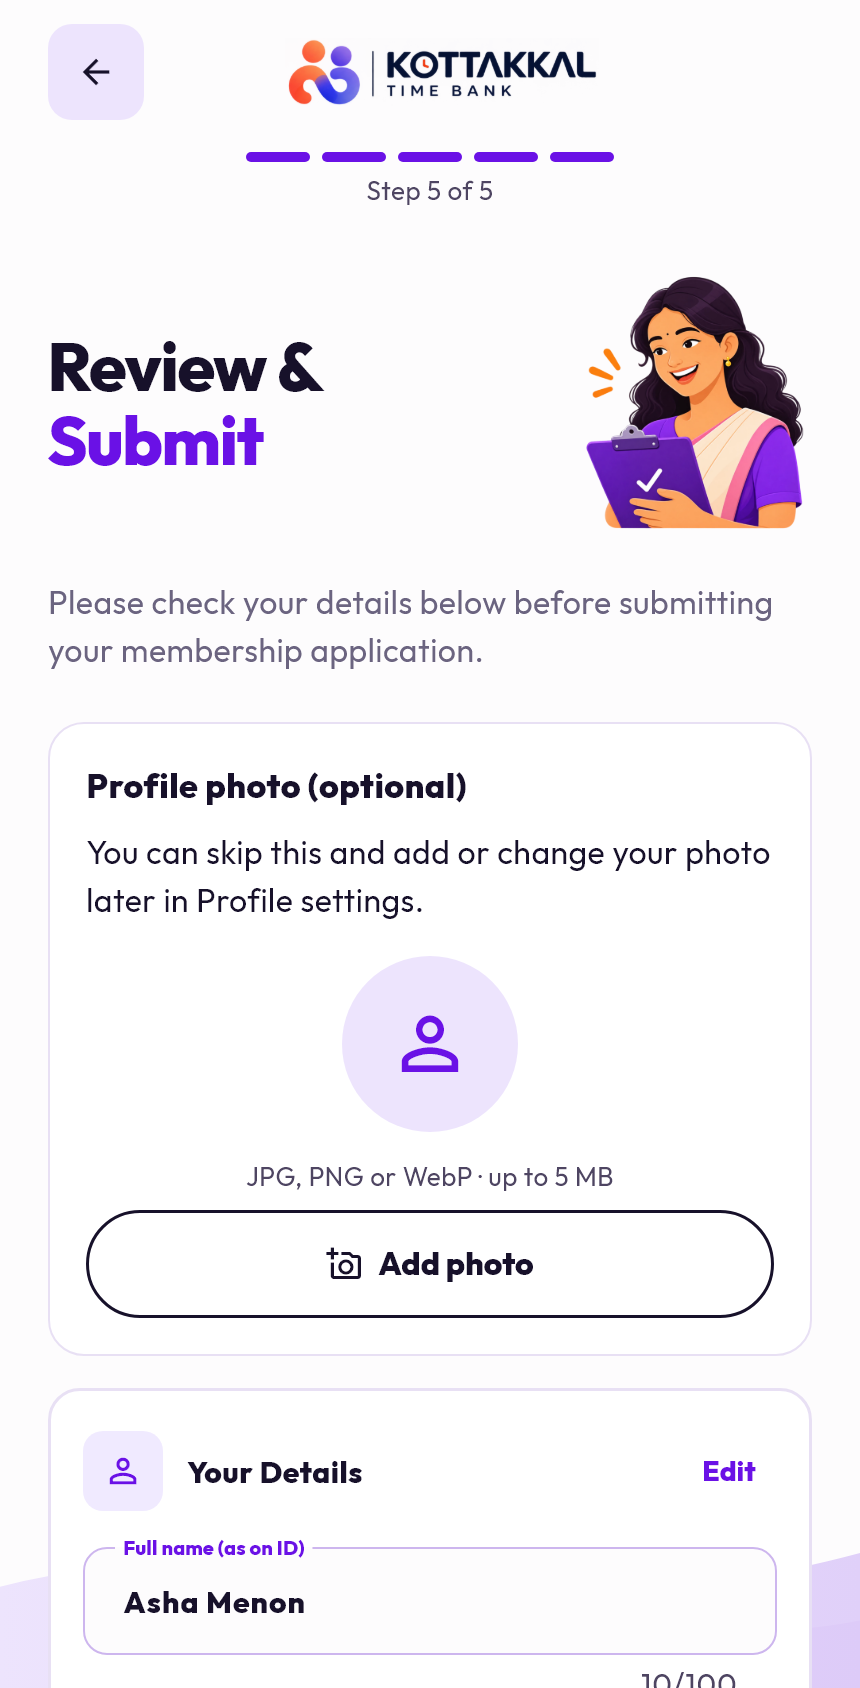 KOTTAKKAL
TIME BANK
Step 5 of 5
Review &
Submit
Please check your details below before submitting
your membership application.
Profile photo (optional)
You can skip this and add or change your photo
later in Profile settings.
JPG, PNG or WebP · up to 5 MB
Add photo
Your Details
Edit
Full name (as on ID)
Asha Menon
10/100